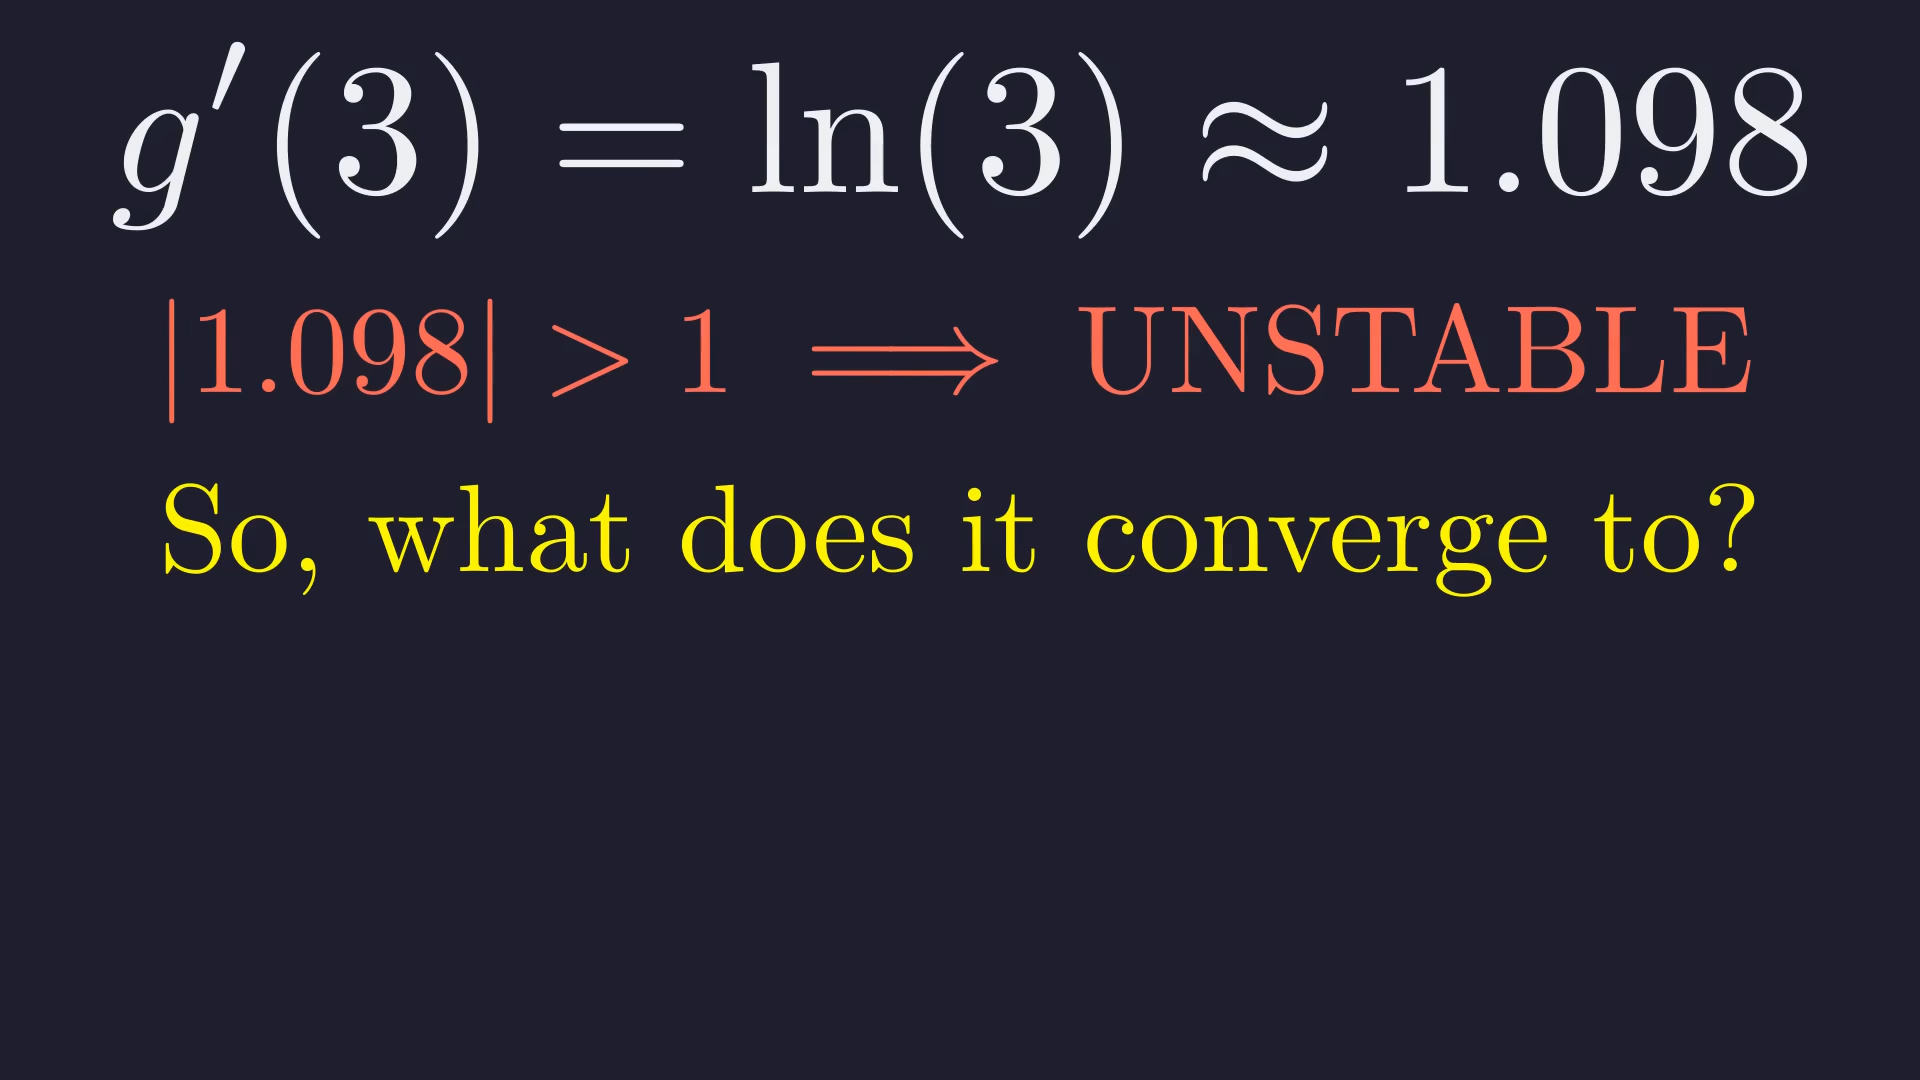 g′(3) = ln(3) ≈ 1.098
|1.098| > 1 ⟹ UNSTABLE
So, what does it converge to?